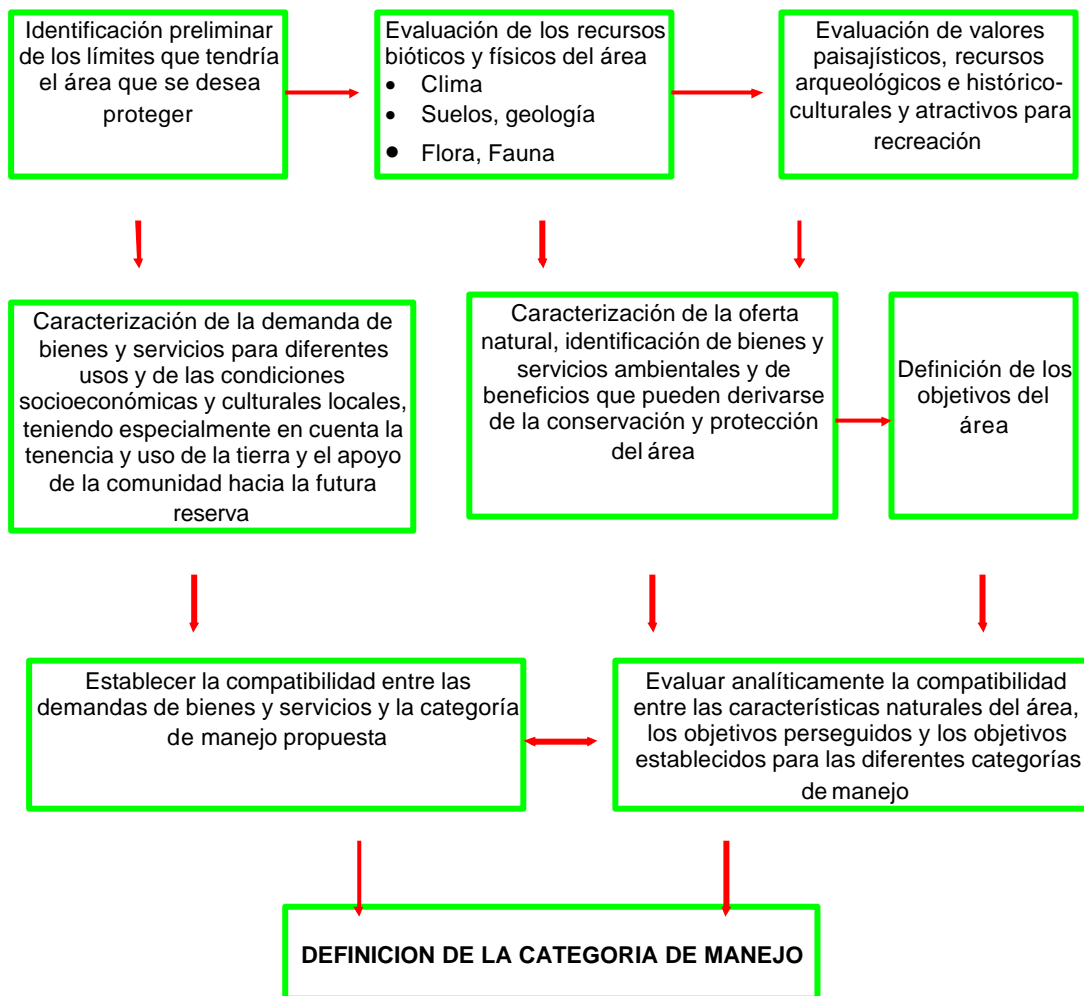 Identificación preliminar
de los límites que tendría
el área que se desea
proteger
Evaluación de los recursos
bióticos y físicos del área
• Clima
• Suelos, geología
• Flora, Fauna
Evaluación de valores
paisajísticos, recursos
arqueológicos e histórico-
culturales y atractivos para
recreación
Caracterización de la demanda de
bienes y servicios para diferentes
usos y de las condiciones
socioeconómicas y culturales locales,
teniendo especialmente en cuenta la
tenencia y uso de la tierra y el apoyo
de la comunidad hacia la futura
reserva
Caracterización de la oferta
natural, identificación de bienes y
servicios ambientales y de
beneficios que pueden derivarse
de la conservación y protección
del área
Definición de los
objetivos del
área
Establecer la compatibilidad entre las
demandas de bienes y servicios y la categoría
de manejo propuesta
Evaluar analíticamente la compatibilidad
entre las características naturales del área,
los objetivos perseguidos y los objetivos
establecidos para las diferentes categorías
de manejo
DEFINICION DE LA CATEGORIA DE MANEJO